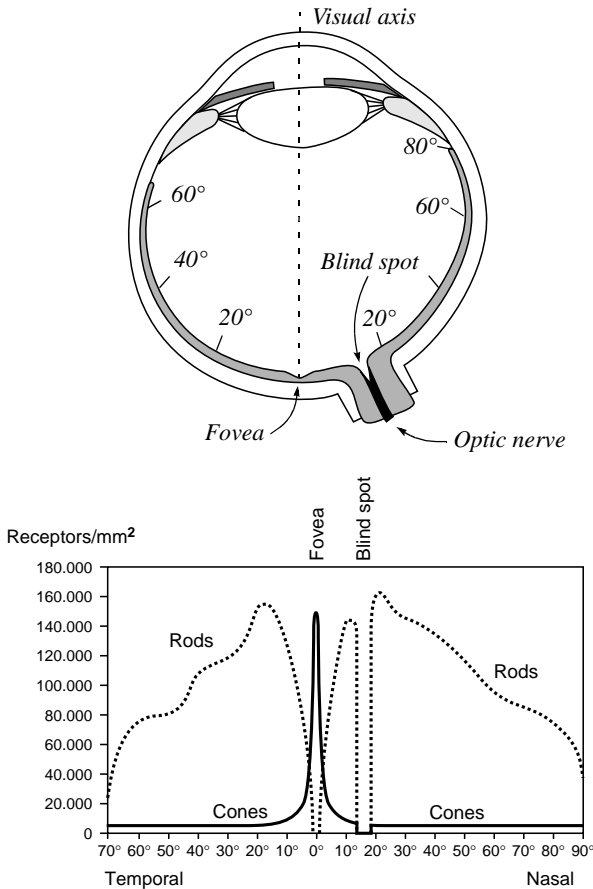 Visual axis
80°
60°
60°
40°
Blind spot
20°
20°
Fovea
Optic nerve
Receptors/mm²
Fovea
Blind spot
180.000
160.000
140.000
120.000
100.000
80.000
60.000
40.000
20.000
0
Rods
Rods
Cones
Cones
70° 60° 50° 40° 30° 20° 10° 0° 10° 20° 30° 40° 50° 60° 70° 80° 90°
Temporal Nasal